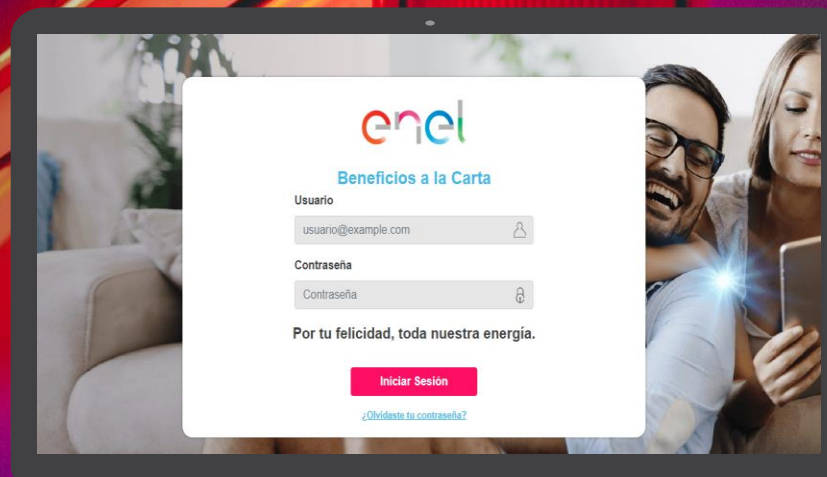 enel
Beneficios a la Carta
Usuario
usuario@example.com
Contraseña
Contraseña
Por tu felicidad, toda nuestra energía.
Iniciar Sesión
¿Olvidaste tu contraseña?